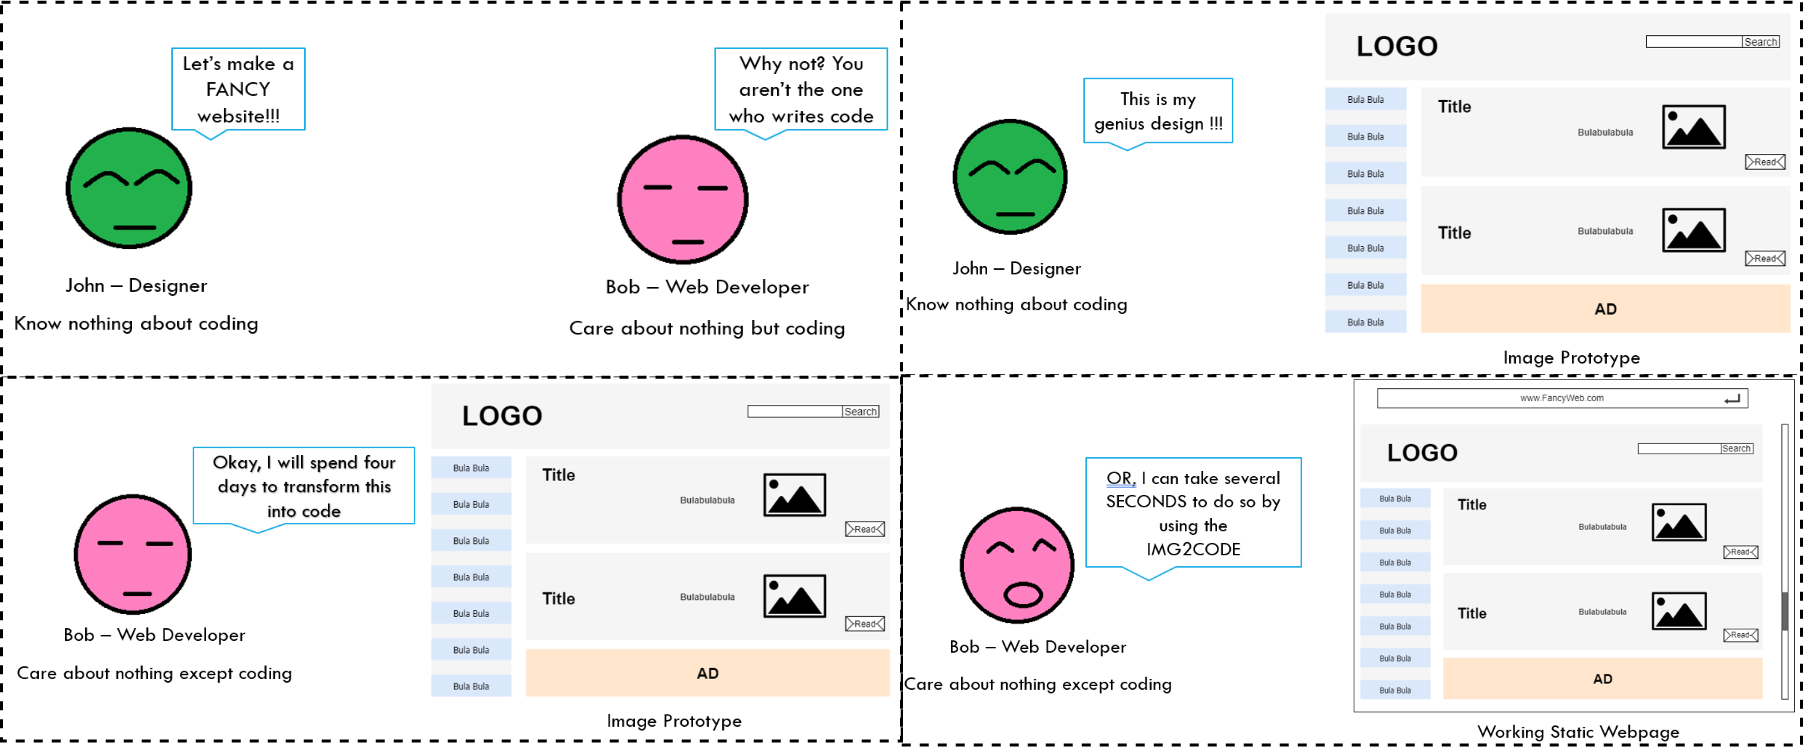 Let's make a
FANCY
website!!!
Why not? You
aren't the one
who writes code
John – Designer
Know nothing about coding
Bob – Web Developer
Care about nothing but coding
This is my
genius design !!!
John – Designer
Know nothing about coding
LOGO
Search
Bula Bula
Bula Bula
Bula Bula
Bula Bula
Bula Bula
Bula Bula
Bula Bula
Title
Bulabulabula
Read
Title
Bulabulabula
Read
AD
Image Prototype
Okay, I will spend four
days to transform this
into code
Bob – Web Developer
Care about nothing except coding
LOGO
Search
Bula Bula
Bula Bula
Bula Bula
Bula Bula
Bula Bula
Bula Bula
Bula Bula
Title
Bulabulabula
Read
Title
Bulabulabula
Read
AD
Image Prototype
OR, I can take several
SECONDS to do so by
using the
IMG2CODE
Bob – Web Developer
Care about nothing except coding
www.FancyWeb.com
LOGO
Search
Bula Bula
Bula Bula
Bula Bula
Bula Bula
Bula Bula
Bula Bula
Bula Bula
Title
Bulabulabula
Read
Title
Bulabulabula
Read
AD
Working Static Webpage